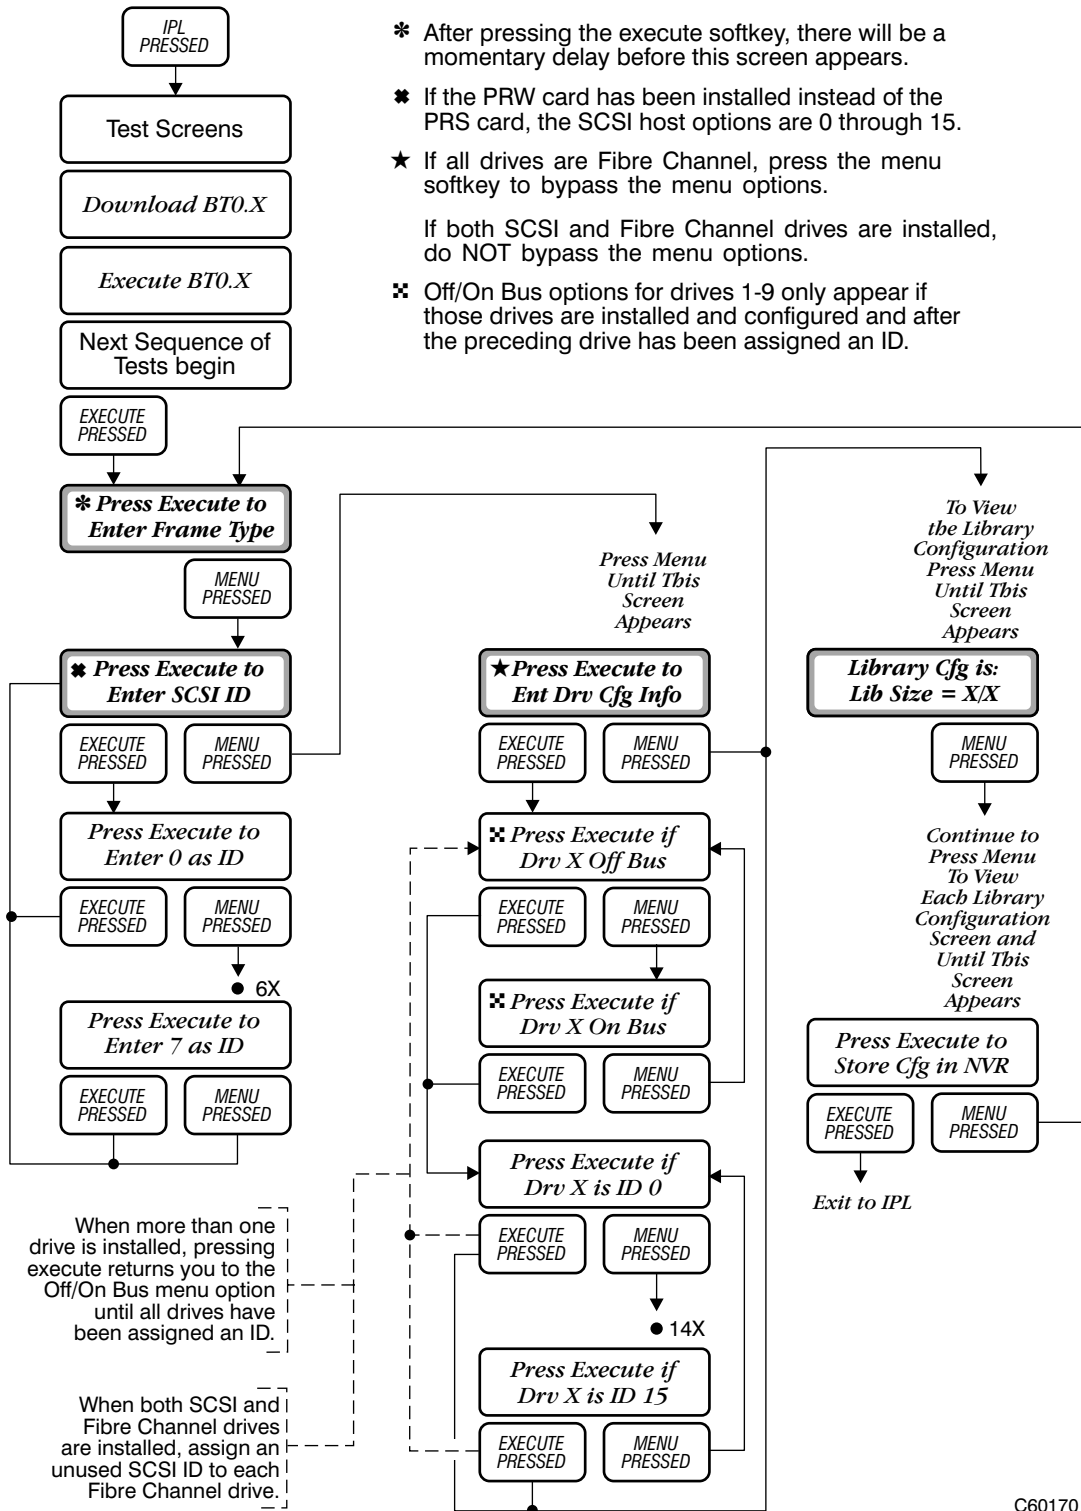 IPL
PRESSED
Test Screens
Download BT0.X
Execute BT0.X
Next Sequence of
Tests begin
EXECUTE
PRESSED
✽ After pressing the execute softkey, there will be a
momentary delay before this screen appears.
✖ If the PRW card has been installed instead of the
PRS card, the SCSI host options are 0 through 15.
★ If all drives are Fibre Channel, press the menu
softkey to bypass the menu options.
If both SCSI and Fibre Channel drives are installed,
do NOT bypass the menu options.
⌘ Off/On Bus options for drives 1-9 only appear if
those drives are installed and configured and after
the preceding drive has been assigned an ID.
✽ Press Execute to
Enter Frame Type
MENU
PRESSED
✖ Press Execute to
Enter SCSI ID
EXECUTE
PRESSED
MENU
PRESSED
Press Execute to
Enter 0 as ID
EXECUTE
PRESSED
MENU
PRESSED
● 6X
Press Execute to
Enter 7 as ID
EXECUTE
PRESSED
MENU
PRESSED
When more than one
drive is installed, pressing
execute returns you to the
Off/On Bus menu option
until all drives have
been assigned an ID.
When both SCSI and
Fibre Channel drives
are installed, assign an
unused SCSI ID to each
Fibre Channel drive.
Press Menu
Until This
Screen
Appears
★ Press Execute to
Ent Drv Cfg Info
EXECUTE
PRESSED
MENU
PRESSED
⌘ Press Execute if
Drv X Off Bus
EXECUTE
PRESSED
MENU
PRESSED
⌘ Press Execute if
Drv X On Bus
EXECUTE
PRESSED
MENU
PRESSED
Press Execute if
Drv X is ID 0
EXECUTE
PRESSED
MENU
PRESSED
● 14X
Press Execute if
Drv X is ID 15
EXECUTE
PRESSED
MENU
PRESSED
To View
the Library
Configuration
Press Menu
Until This
Screen
Appears
Library Cfg is:
Lib Size = X/X
MENU
PRESSED
Continue to
Press Menu
To View
Each Library
Configuration
Screen and
Until This
Screen
Appears
Press Execute to
Store Cfg in NVR
EXECUTE
PRESSED
MENU
PRESSED
Exit to IPL
C60170